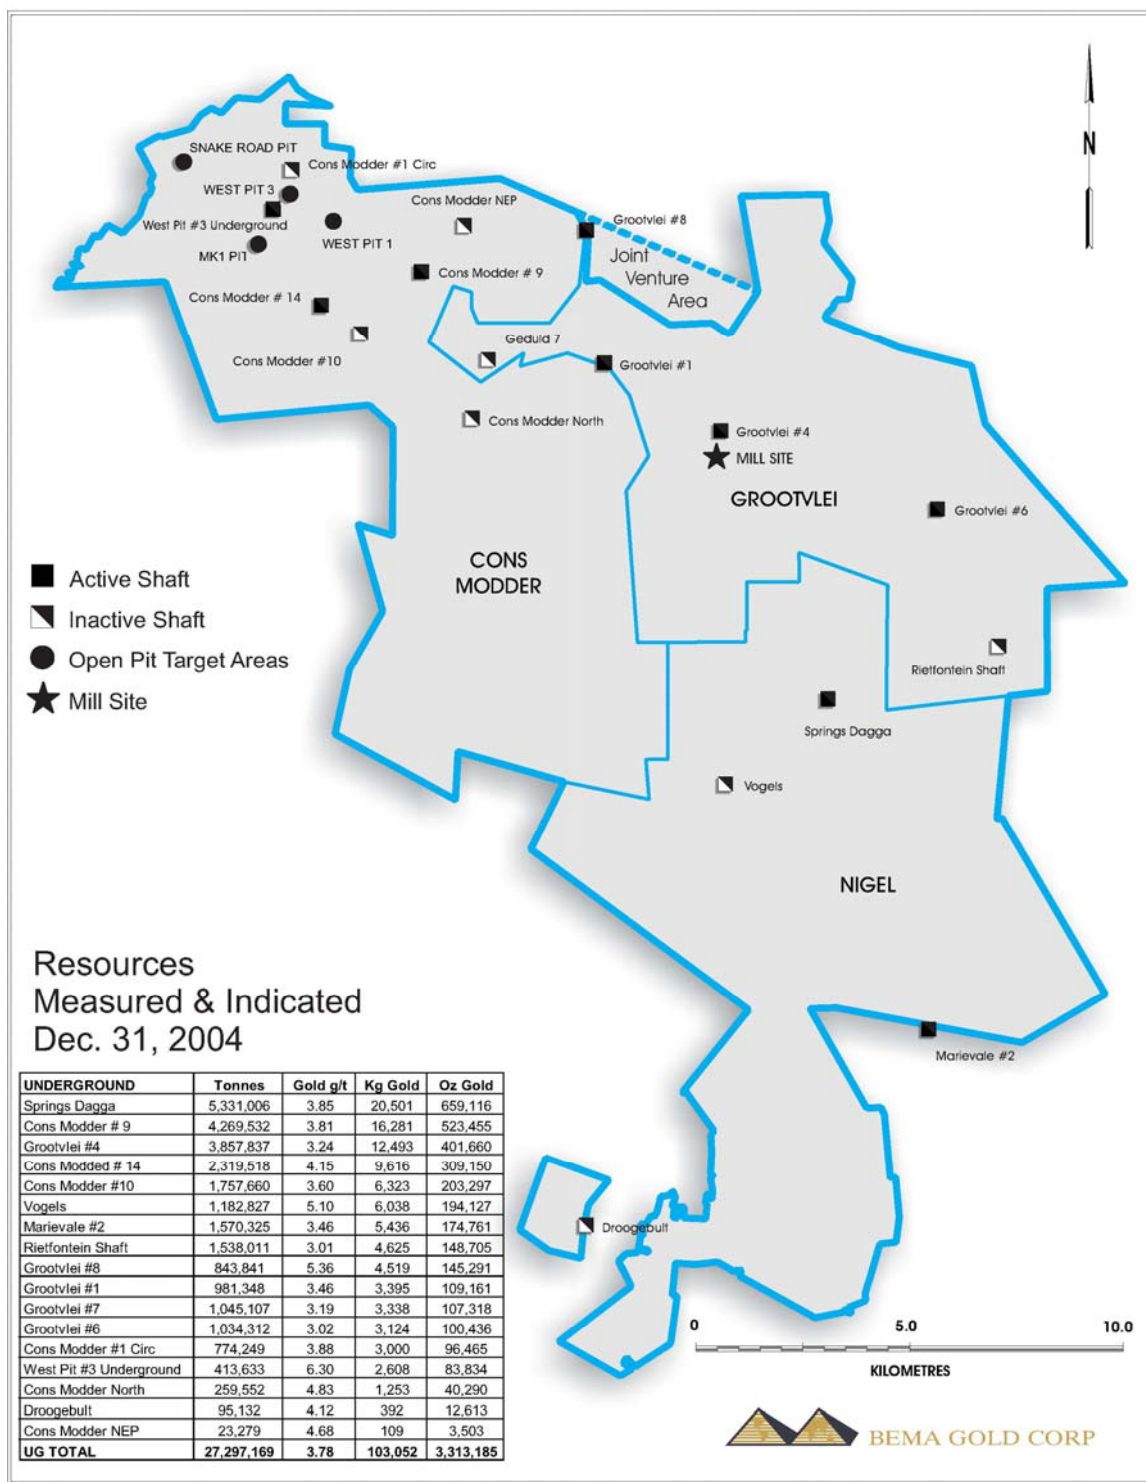 N
SNAKE ROAD PIT
Cons Modder #1 Circ
WEST PIT 3
Cons Modder NEP
West Pit #3 Underground
WEST PIT 1
Grootvlei #8
MK1 PIT
Joint
Venture
Area
Cons Modder # 9
Cons Modder # 14
Geduld 7
Cons Modder #10
Grootvlei #1
Cons Modder North
Grootvlei #4
MILL SITE
GROOTVLEI
Grootvlei #6
CONS
MODDER
Active Shaft
Inactive Shaft
Open Pit Target Areas
Mill Site
Rietfontein Shaft
Springs Dagga
Vogels
NIGEL
Marievale #2
Droogebult
Resources
Measured & Indicated
Dec. 31, 2004
UNDERGROUND Tonnes Gold g/t Kg Gold Oz Gold
Springs Dagga 5,331,006 3.85 20,501 659,116
Cons Modder # 9 4,269,532 3.81 16,281 523,455
Grootvlei #4 3,857,837 3.24 12,493 401,660
Cons Modded # 14 2,319,518 4.15 9,616 309,150
Cons Modder #10 1,757,660 3.60 6,323 203,297
Vogels 1,182,827 5.10 6,038 194,127
Marievale #2 1,570,325 3.46 5,436 174,761
Rietfontein Shaft 1,538,011 3.01 4,625 148,705
Grootvlei #8 843,841 5.36 4,519 145,291
Grootvlei #1 981,348 3.46 3,395 109,161
Grootvlei #7 1,045,107 3.19 3,338 107,318
Grootvlei #6 1,034,312 3.02 3,124 100,436
Cons Modder #1 Circ 774,249 3.88 3,000 96,465
West Pit #3 Underground 413,633 6.30 2,608 83,834
Cons Modder North 259,552 4.83 1,253 40,290
Droogebult 95,132 4.12 392 12,613
Cons Modder NEP 23,279 4.68 109 3,503
UG TOTAL 27,297,169 3.78 103,052 3,313,185
0 5.0 10.0
KILOMETRES
BEMA GOLD CORP